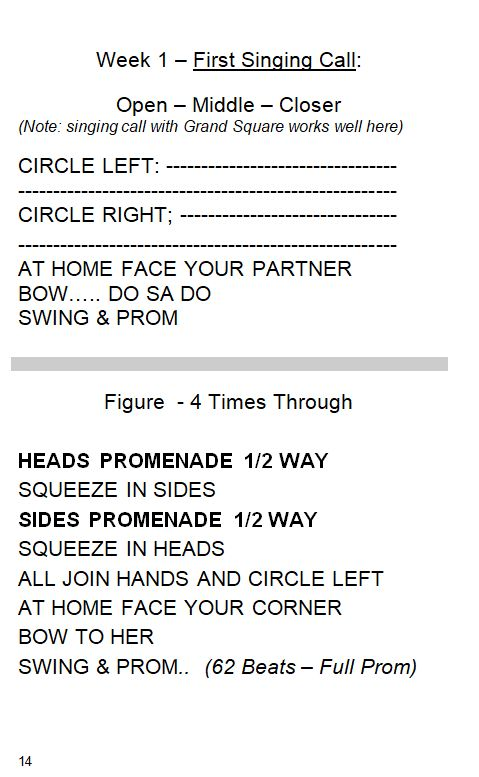 Week 1 – First Singing Call:
Open – Middle – Closer
(Note: singing call with Grand Square works well here)
CIRCLE LEFT: ---------------------------------
------------------------------------------------------
CIRCLE RIGHT; -------------------------------
------------------------------------------------------
AT HOME FACE YOUR PARTNER
BOW….. DO SA DO
SWING & PROM
Figure - 4 Times Through
HEADS PROMENADE 1/2 WAY
SQUEEZE IN SIDES
SIDES PROMENADE 1/2 WAY
SQUEEZE IN HEADS
ALL JOIN HANDS AND CIRCLE LEFT
AT HOME FACE YOUR CORNER
BOW TO HER
SWING & PROM.. (62 Beats – Full Prom)
14